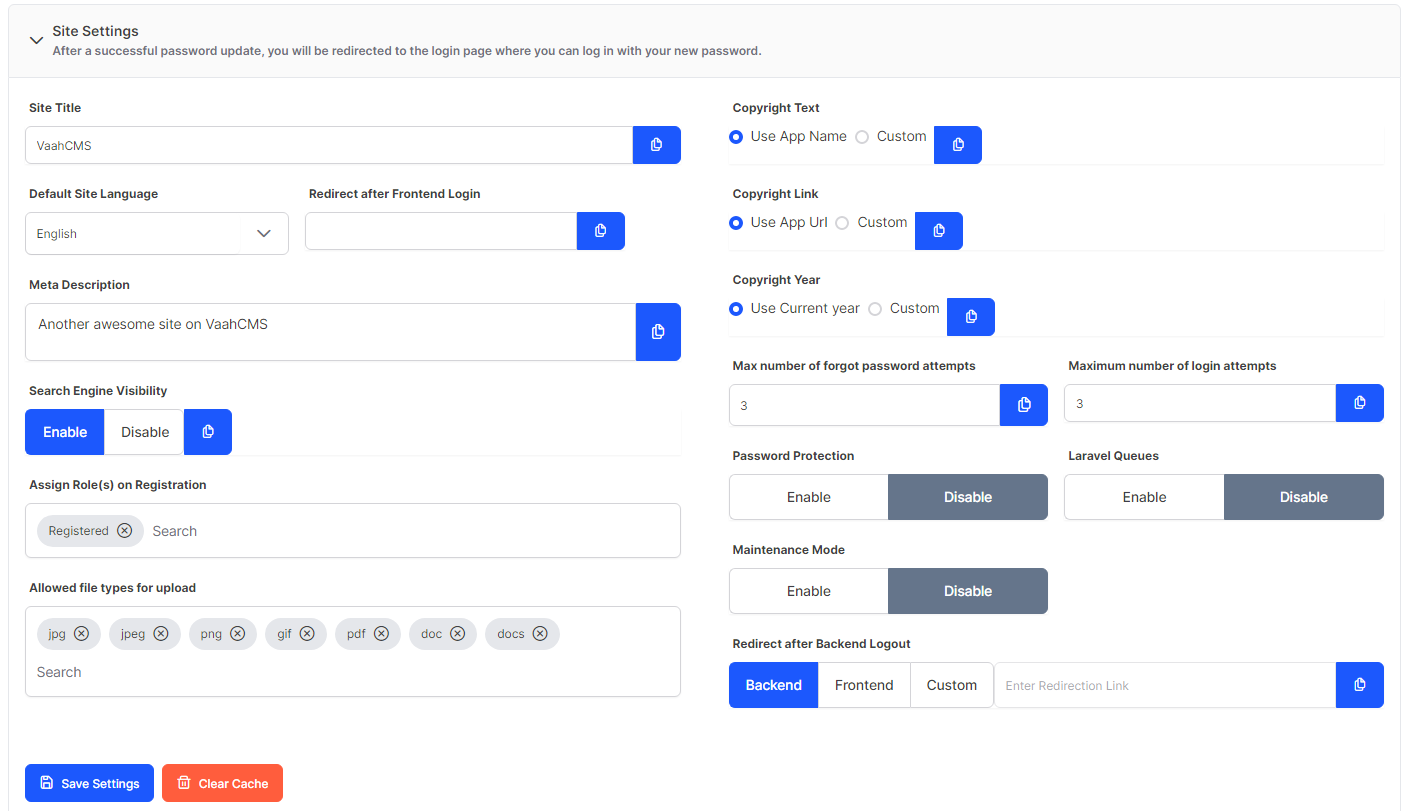 Site Settings
After a successful password update, you will be redirected to the login page where you can log in with your new password.
Site Title
VaahCMS
Default Site Language
Redirect after Frontend Login
English
Meta Description
Another awesome site on VaahCMS
Search Engine Visibility
Enable
Disable
Assign Role(s) on Registration
Registered
Search
Allowed file types for upload
jpg
jpeg
png
gif
pdf
doc
docs
Search
Copyright Text
Use App Name
Custom
Copyright Link
Use App Url
Custom
Copyright Year
Use Current year
Custom
Max number of forgot password attempts
Maximum number of login attempts
3
3
Password Protection
Laravel Queues
Enable
Disable
Enable
Disable
Maintenance Mode
Enable
Disable
Redirect after Backend Logout
Backend
Frontend
Custom
Enter Redirection Link
Save Settings
Clear Cache